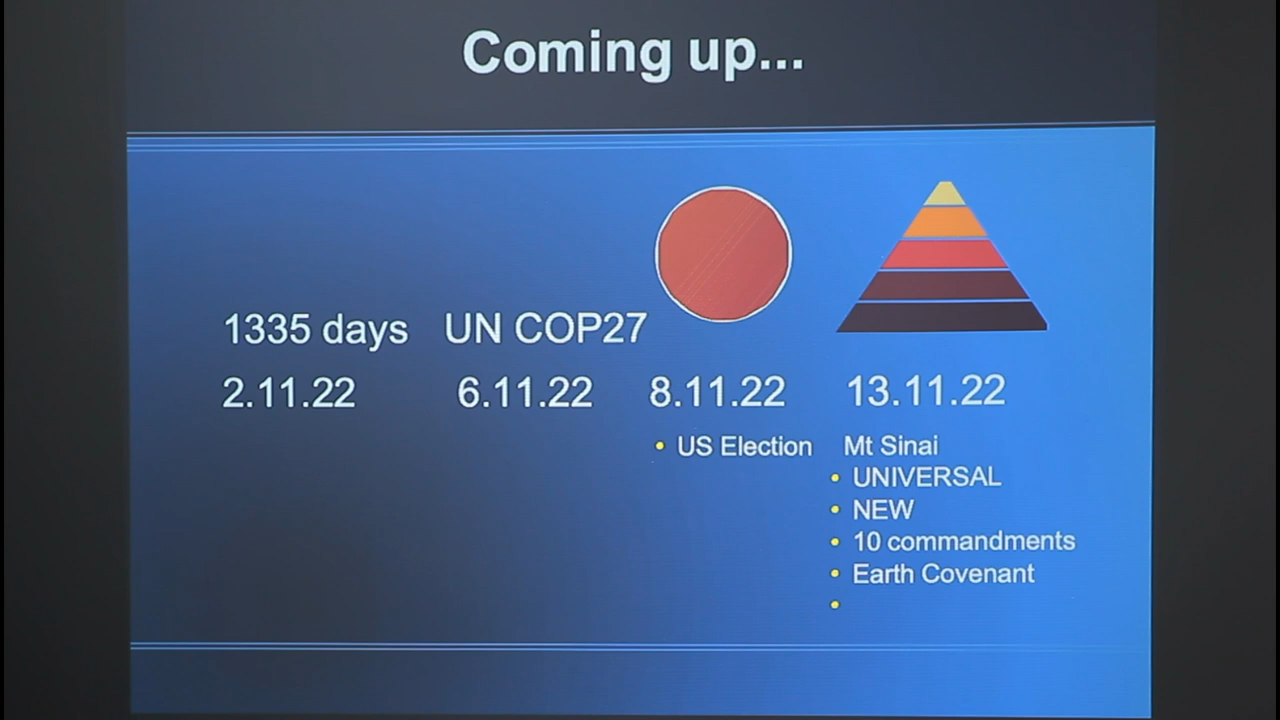 Coming up...
1335 days
UN COP27
2.11.22
6.11.22
8.11.22
13.11.22
• US Election
Mt Sinai
• UNIVERSAL
• NEW
• 10 commandments
• Earth Covenant
•